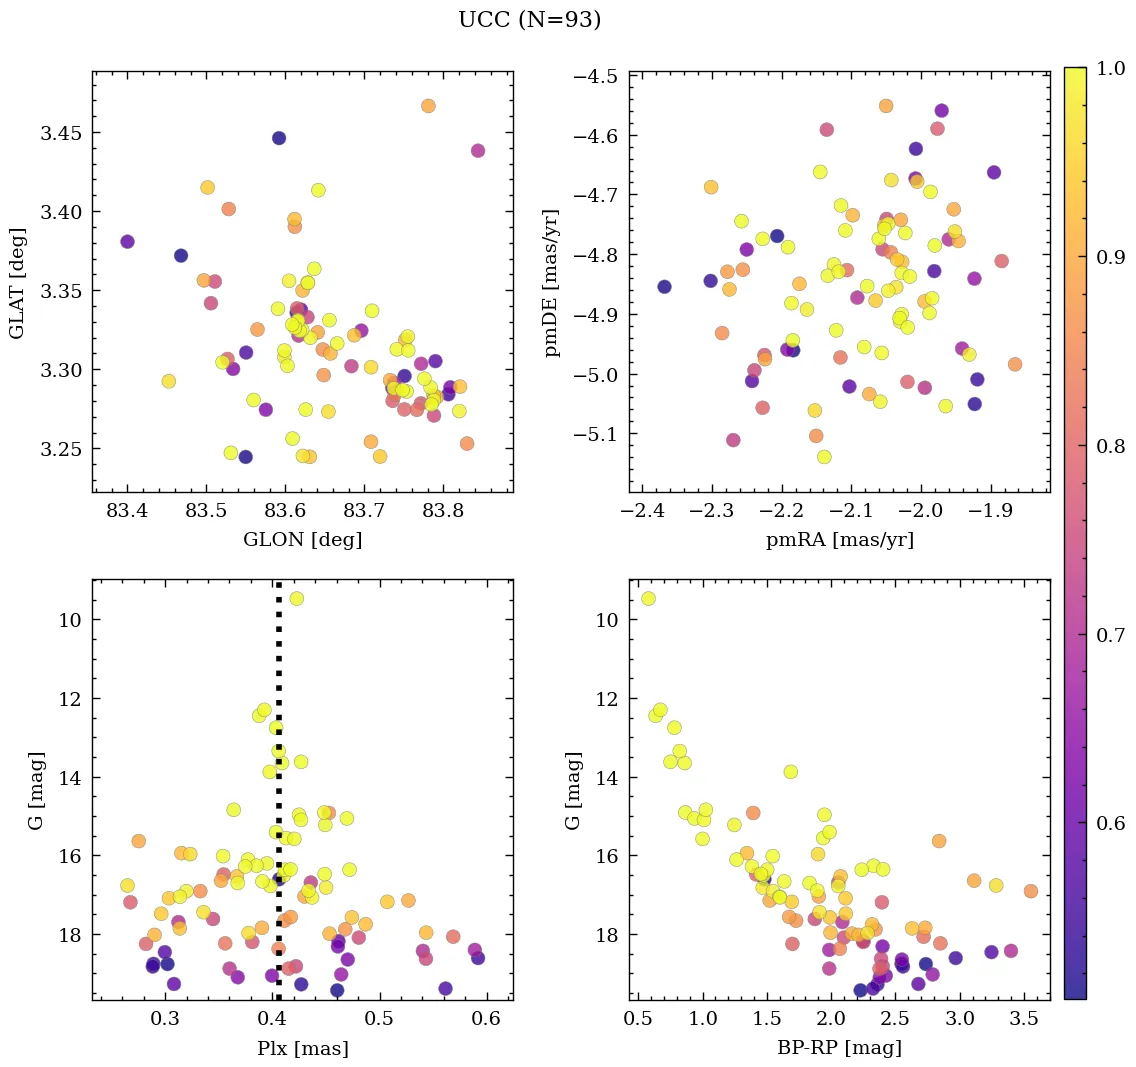 UCC (N=93)
3.45
3.40
3.35
3.30
3.25
GLAT [deg]
83.4 83.5 83.6 83.7 83.8
GLON [deg]
−4.5
−4.6
−4.7
−4.8
−4.9
−5.0
−5.1
pmDE [mas/yr]
−2.4 −2.3 −2.2 −2.1 −2.0 −1.9
pmRA [mas/yr]
10
12
14
16
18
G [mag]
0.3 0.4 0.5 0.6
Plx [mas]
10
12
14
16
18
G [mag]
0.5 1.0 1.5 2.0 2.5 3.0 3.5
BP-RP [mag]
1.0
0.9
0.8
0.7
0.6